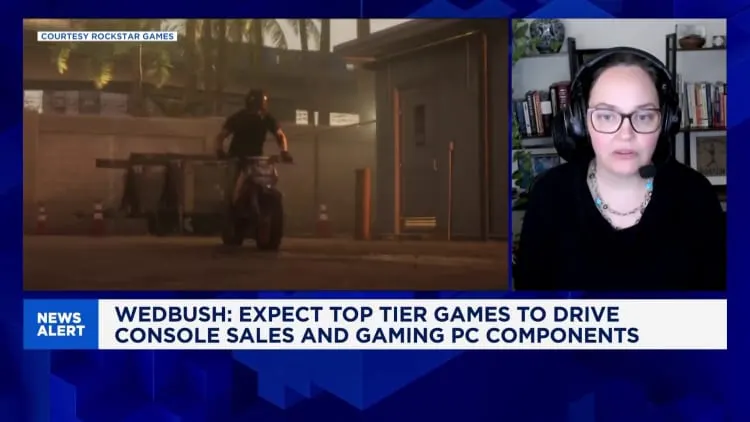 COURTESY ROCKSTAR GAMES
NEWS
ALERT
WEDBUSH: EXPECT TOP TIER GAMES TO DRIVE
CONSOLE SALES AND GAMING PC COMPONENTS